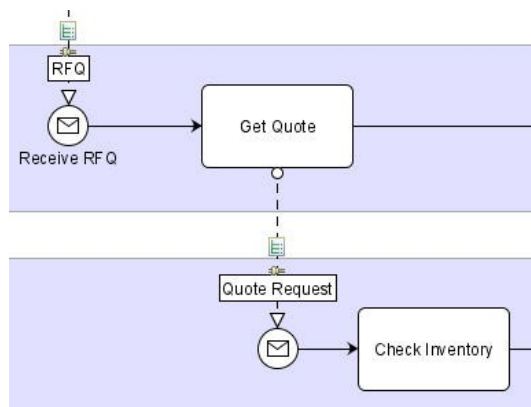 RFQ
Get Quote
Receive RFQ
Quote Request
Check Inventory